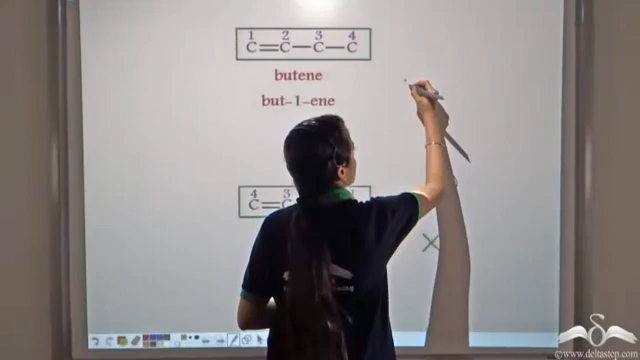 1 2 3 4
C=C—C—C
butene
but-1-ene
4 3
C=C
×
©www.deltastep.com